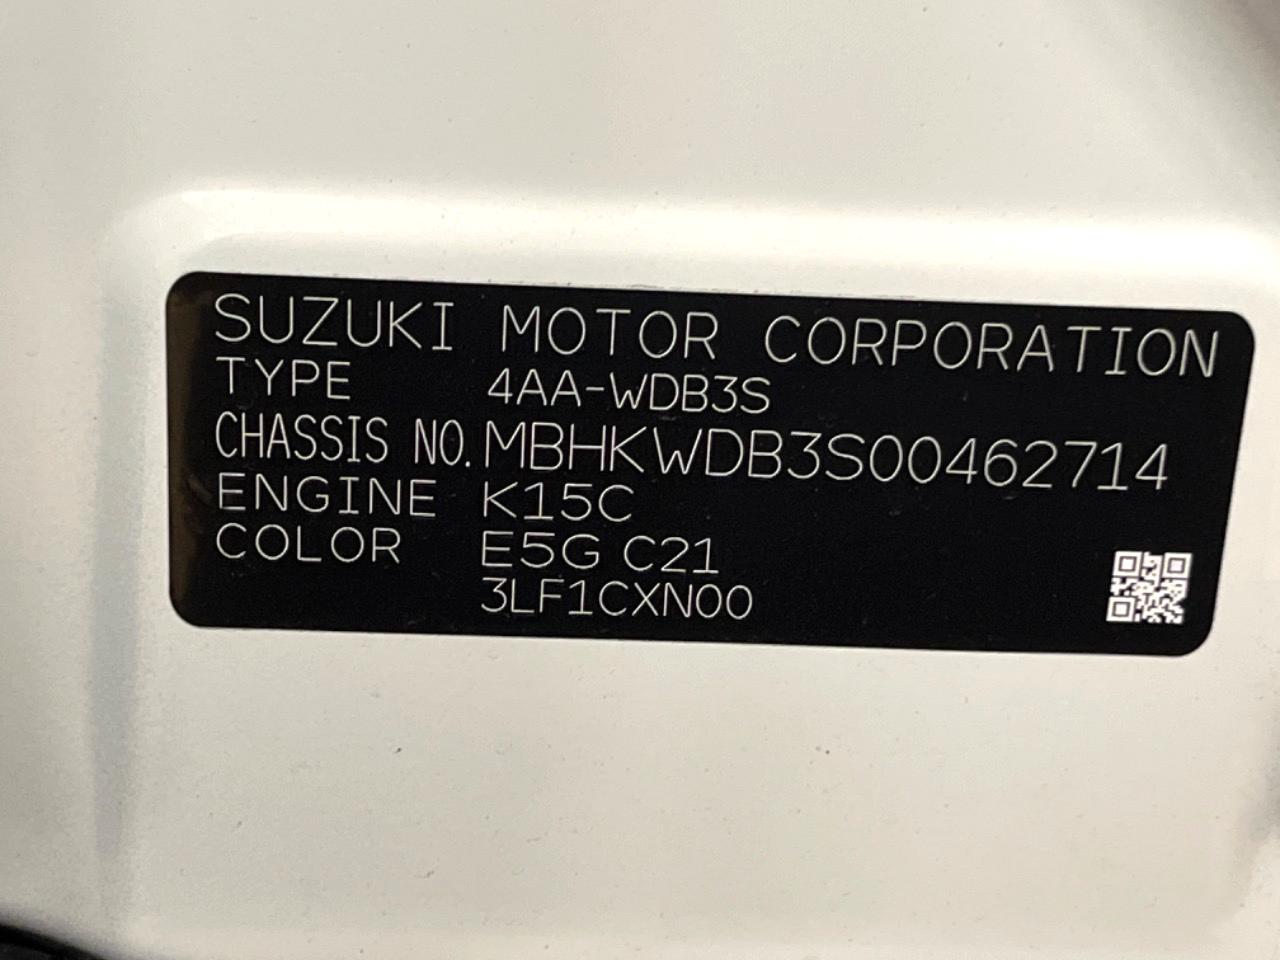 SUZUKI MOTOR CORPORATION
TYPE 4AA-WDB3S
CHASSIS NO. MBHKWDB3S00462714
ENGINE K15C
COLOR E5G C21
3LF1CXN00